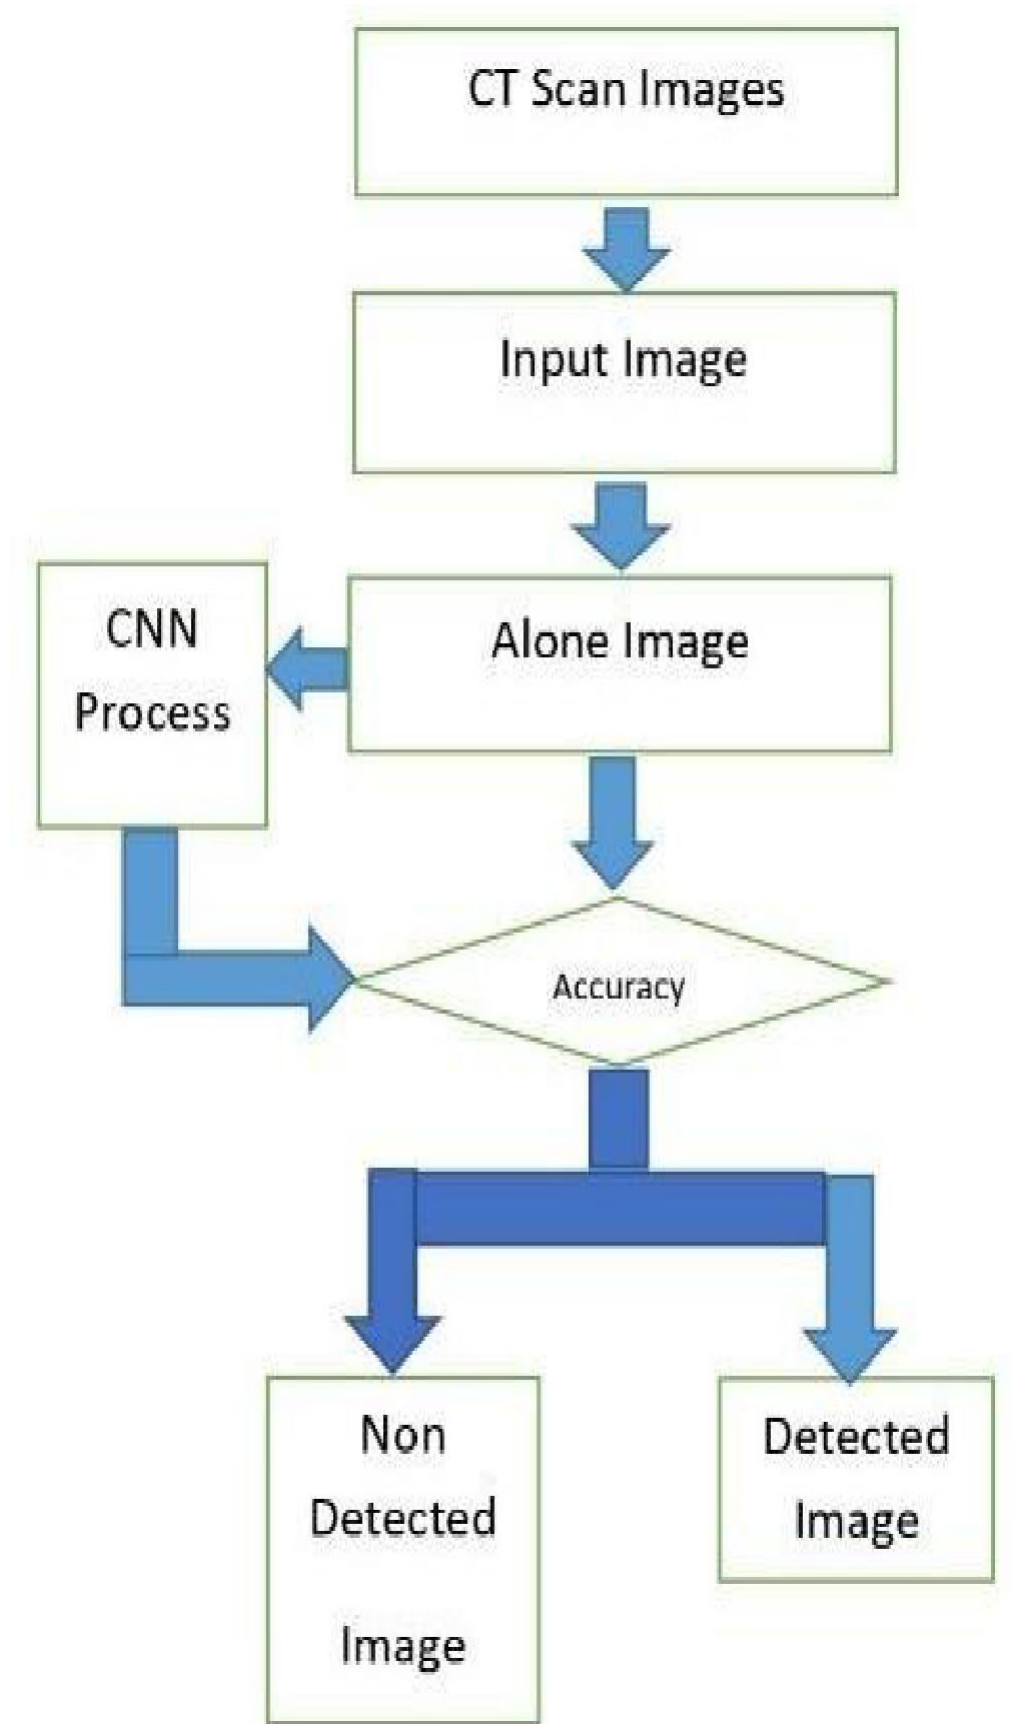 CT Scan Images
Input Image
Alone Image
CNN
Process
Accuracy
Non
Detected
Image
Detected
Image